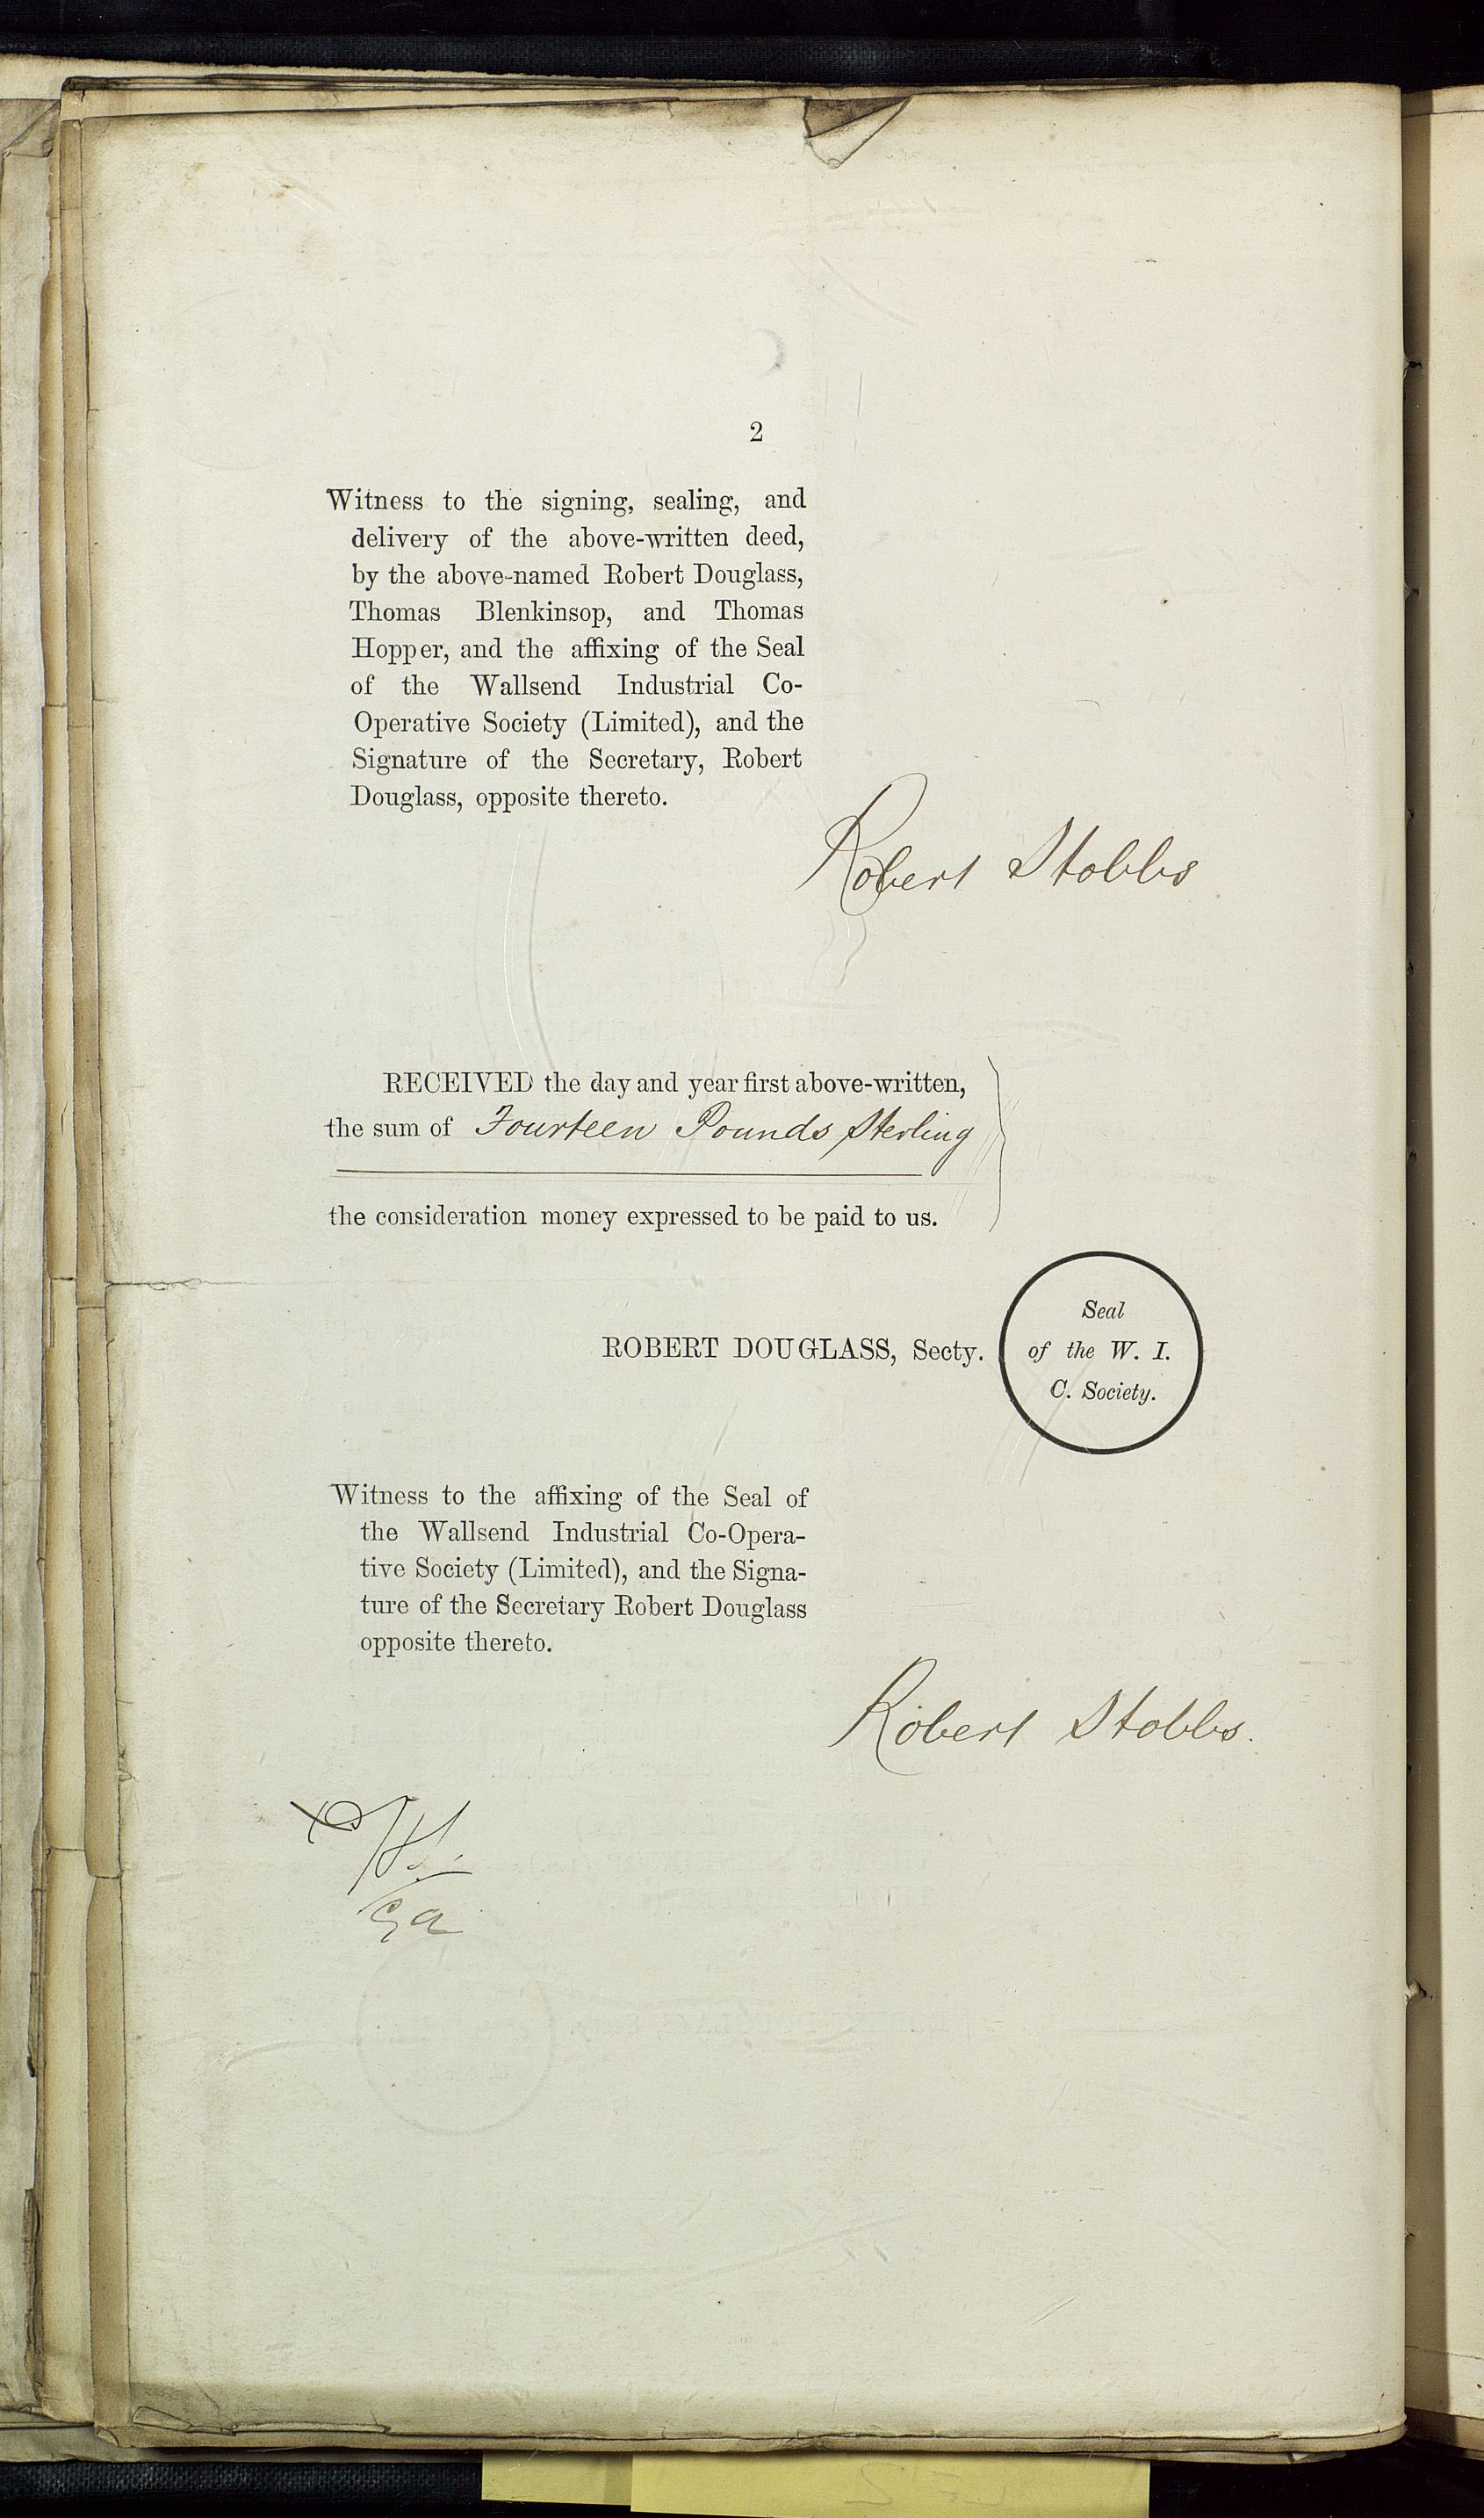 2
Witness to the signing, sealing, and
delivery of the above-written deed,
by the above-named Robert Douglass,
Thomas Blenkinsop, and Thomas
Hopper, and the affixing of the Seal
of the Wallsend Industrial Co-
Operative Society (Limited), and the
Signature of the Secretary, Robert
Douglass, opposite thereto.
Robert Stobbs
RECEIVED the day and year first above-written,
the sum of Fourteen Pounds Sterling
the consideration money expressed to be paid to us.
ROBERT DOUGLASS, Secty.
Seal
of the W. I.
C. Society.
Witness to the affixing of the Seal of
the Wallsend Industrial Co-Opera-
tive Society (Limited), and the Signa-
ture of the Secretary Robert Douglass
opposite thereto.
Robert Stobbs.